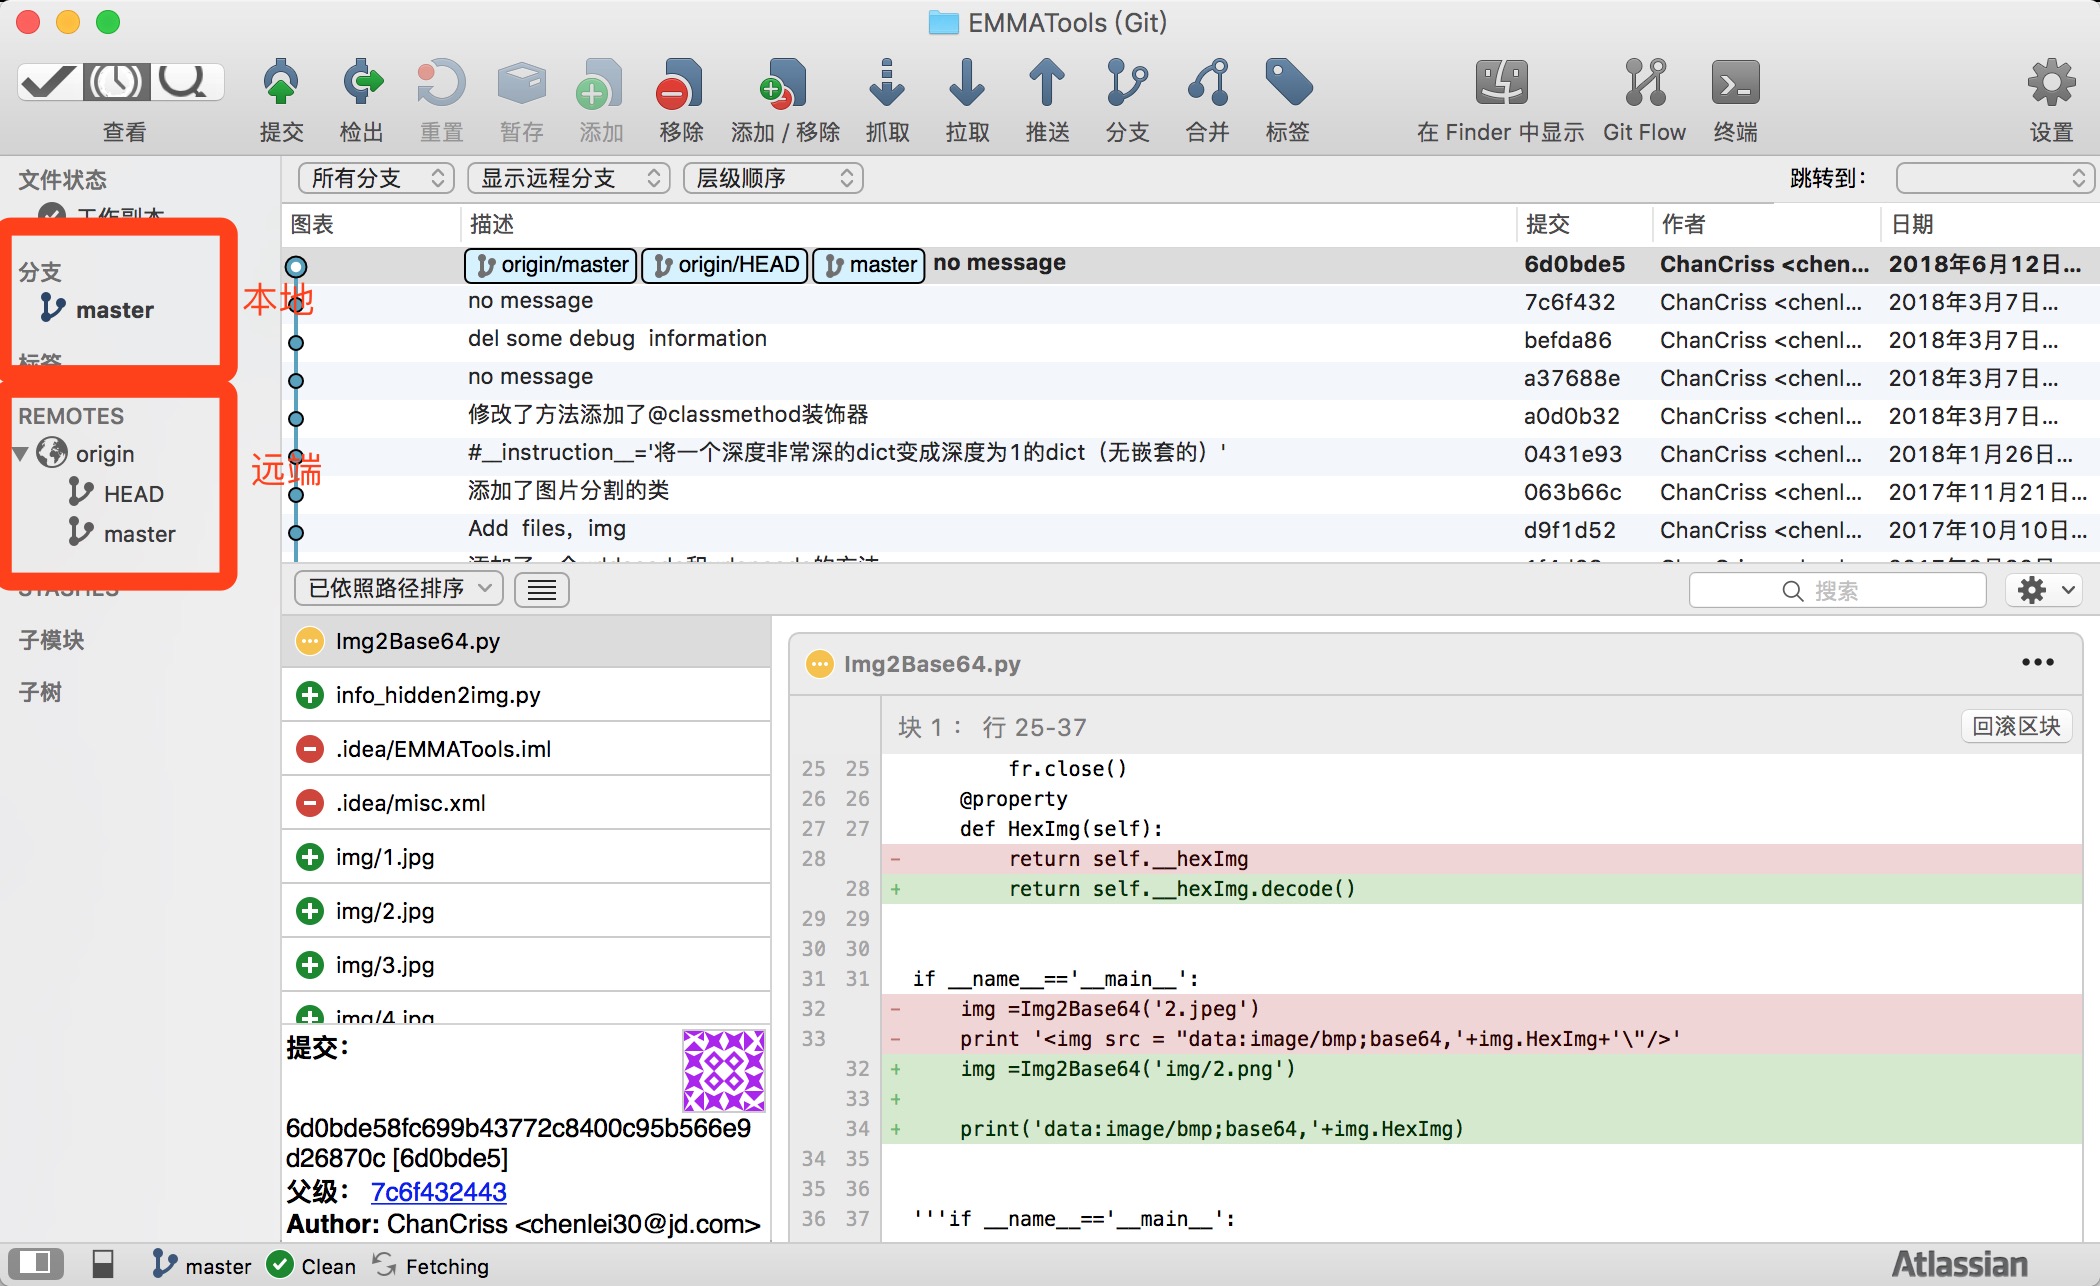 EMMATools (Git)
查看
提交
检出
重置
暂存
添加
移除
添加 / 移除
抓取
拉取
推送
分支
合并
标签
在 Finder 中显示
Git Flow
终端
设置
文件状态
工作副本
分支
master
标签
本地
REMOTES
origin
HEAD
master
远端
STASHES
子模块
子树
所有分支
显示远程分支
层级顺序
跳转到：
图表 描述 提交 作者 日期
origin/master origin/HEAD master no message 6d0bde5 ChanCriss <chen... 2018年6月12日...
no message 7c6f432 ChanCriss <chenl... 2018年3月7日...
del some debug  information befda86 ChanCriss <chenl... 2018年3月7日...
no message a37688e ChanCriss <chenl... 2018年3月7日...
修改了方法添加了@classmethod装饰器 a0d0b32 ChanCriss <chenl... 2018年3月7日...
#__instruction__='将一个深度非常深的dict变成深度为1的dict（无嵌套的）' 0431e93 ChanCriss <chenl... 2018年1月26日...
添加了图片分割的类 063b66c ChanCriss <chenl... 2017年11月21日...
Add  files，img d9f1d52 ChanCriss <chenl... 2017年10月10日...
已依照路径排序
搜索
Img2Base64.py
info_hidden2img.py
.idea/EMMATools.iml
.idea/misc.xml
img/1.jpg
img/2.jpg
img/3.jpg
img/4.jpg
提交：
6d0bde58fc699b43772c8400c95b566e9
d26870c [6d0bde5]
父级： 7c6f432443
Author: ChanCriss <chenlei30@jd.com>
Img2Base64.py
•••
块 1： 行 25-37
回滚区块
25 25         fr.close()
26 26     @property
27 27     def HexImg(self):
28 -         return self.__hexImg
28 +         return self.__hexImg.decode()
29 29
30 30
31 31 if __name__=='__main__':
32 -     img =Img2Base64('2.jpeg')
33 -     print '<img src = "data:image/bmp;base64,'+img.HexImg+'\"/>'
32 +     img =Img2Base64('img/2.png')
33 +
34 +     print('data:image/bmp;base64,'+img.HexImg)
34 35
35 36
36 37 '''if __name__=='__main__':
master
Clean
Fetching
Atlassian